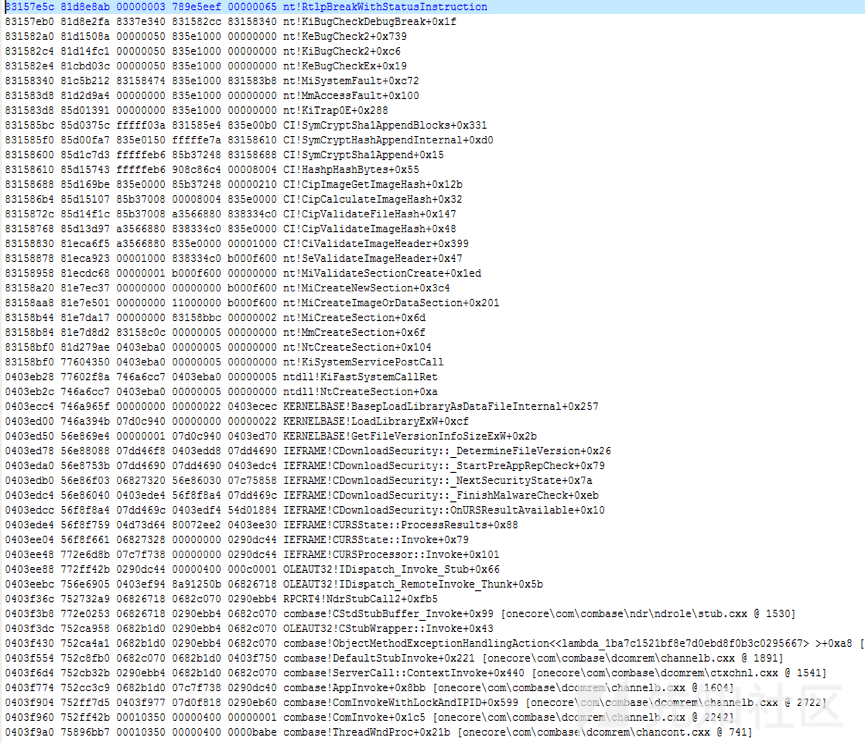 83157e5c 81d8e8ab 00000003 789e5eef 00000065 nt!RtlpBreakWithStatusInstruction
83157eb0 81d8e2fa 8337e340 831582cc 83158340 nt!KiBugCheckDebugBreak+0x1f
831582a0 81d1508a 00000050 835e1000 00000000 nt!KeBugCheck2+0x739
831582c4 81d14fc1 00000050 835e1000 00000000 nt!KeBugCheck2+0xc6
831582e4 81cbd03c 00000050 835e1000 00000000 nt!KeBugCheckEx+0x19
83158340 81c5b212 83158474 835e1000 831583b8 nt!MiSystemFault+0xc72
831583d8 81d2d9a4 00000000 835e1000 00000000 nt!MmAccessFault+0x100
831583d8 85d01391 00000000 835e1000 00000000 nt!KiTrap0E+0x288
831585bc 85d0375c fffff03a 831585e4 835e00b0 CI!SymCryptSha1AppendBlocks+0x331
831585f0 85d00fa7 835e0150 fffffe7a 83158610 CI!SymCryptHashAppendInternal+0xd0
83158600 85d1c7d3 fffffeb6 85b37248 83158688 CI!SymCryptSha1Append+0x15
83158610 85d15743 fffffeb6 908c86c4 00008004 CI!HashpHashBytes+0x55
83158688 85d169be 835e0000 85b37248 00000210 CI!CipImageGetImageHash+0x12b
831586b4 85d15107 85b37008 00008004 835e0000 CI!CipCalculateImageHash+0x32
8315872c 85d14f1c 85b37008 a3566880 838334c0 CI!CipValidateFileHash+0x147
83158768 85d13d97 a3566880 838334c0 835e0000 CI!CipValidateImageHash+0x48
83158830 81eca6f5 a3566880 835e0000 00001000 CI!CiValidateImageHeader+0x399
83158878 81eca923 00001000 838334c0 b000f600 nt!SeValidateImageHeader+0x47
83158958 81ecdc68 00000001 b000f600 00000000 nt!MiValidateSectionCreate+0x1ed
83158a20 81e7ec37 00000000 00000000 b000f600 nt!MiCreateNewSection+0x3c4
83158aa8 81e7e501 00000000 11000000 b000f600 nt!MiCreateImageOrDataSection+0x201
83158b44 81e7da17 00000000 83158bbc 00000002 nt!MiCreateSection+0x6d
83158b84 81e7d8d2 83158c0c 00000005 00000000 nt!MmCreateSection+0x6f
83158bf0 81d279ae 0403eba0 00000005 00000000 nt!NtCreateSection+0x104
83158bf0 77604350 0403eba0 00000005 00000000 nt!KiSystemServicePostCall
0403eb28 77602f8a 746a6cc7 0403eba0 00000005 ntdll!KiFastSystemCallRet
0403eb2c 746a6cc7 0403eba0 00000005 00000000 ntdll!NtCreateSection+0xa
0403ecc4 746a965f 00000000 00000022 0403ecec KERNELBASE!BasepLoadLibraryAsDataFileInternal+0x257
0403ed00 746a394b 07d0c940 00000000 00000022 KERNELBASE!LoadLibraryExW+0xcf
0403ed50 56e869e4 00000001 07d0c940 0403ed70 KERNELBASE!GetFileVersionInfoSizeExW+0x2b
0403ed78 56e88088 07dd46f8 0403edd8 07dd4690 IEFRAME!CDownloadSecurity::_DetermineFileVersion+0x26
0403eda0 56e8753b 07dd4690 07dd4690 0403edc4 IEFRAME!CDownloadSecurity::_StartPreAppRepCheck+0x79
0403edb0 56e86f03 06827320 56e86030 07c75858 IEFRAME!CDownloadSecurity::_NextSecurityState+0x7a
0403edc4 56e86040 0403ede4 56f8f8a4 07dd469c IEFRAME!CDownloadSecurity::_FinishMalwareCheck+0xeb
0403edcc 56f8f8a4 07dd469c 0403edf4 54d01884 IEFRAME!CDownloadSecurity::OnURSResultAvailable+0x10
0403ede4 56f8f759 04d73d64 80072ee2 0403ee30 IEFRAME!CURSState::ProcessResults+0x88
0403ee04 56f8f661 06827328 00000000 0290dc44 IEFRAME!CURSState::Invoke+0x79
0403ee48 772e6d8b 07c7f738 00000000 0290dc44 IEFRAME!CURSProcessor::Invoke+0x101
0403ee88 772ff42b 0290dc44 00000400 000c0001 OLEAUT32!IDispatch_Invoke_Stub+0x66
0403eebc 756e6905 0403ef94 8a91250b 06826718 OLEAUT32!IDispatch_RemoteInvoke_Thunk+0x5b
0403f36c 752732a9 06826718 0682c070 0290ebb4 RPCRT4!NdrStubCall2+0xfb5
0403f3b8 772e0253 06826718 0290ebb4 0682c070 combase!CStdStubBuffer_Invoke+0x99 [onecore\com\combase\ndr\ndrole\stub.cxx @ 1530]
0403f3dc 752ca958 0682b1d0 0290ebb4 0682c070 OLEAUT32!CStubWrapper::Invoke+0x43
0403f430 752ca4a1 0682b1d0 0290ebb4 0682c070 combase!ObjectMethodExceptionHandlingAction<<lambda_1ba7c1521bf8e7d0ebd8f0b3c0295667> >+0xa8 [
0403f554 752c8fb0 0682c070 0682b1d0 0403f750 combase!DefaultStubInvoke+0x221 [onecore\com\combase\dcomrem\channelb.cxx @ 1891]
0403f6d4 752cb32b 0290ebb4 0682b1d0 0682c070 combase!ServerCall::ContextInvoke+0x440 [onecore\com\combase\dcomrem\ctxchnl.cxx @ 1541]
0403f774 752cc3c9 0682b1d0 07c7f738 0290dc40 combase!AppInvoke+0x8bb [onecore\com\combase\dcomrem\channelb.cxx @ 1604]
0403f904 752ff7d5 0403f977 07d0f818 0290eb60 combase!ComInvokeWithLockAndIPID+0x599 [onecore\com\combase\dcomrem\channelb.cxx @ 2722]
0403f960 752ff42b 00010350 00000400 00000001 combase!ComInvoke+0x1c5 [onecore\com\combase\dcomrem\channelb.cxx @ 2242]
0403f9a0 75896bb7 00010350 00000400 0000babe combase!ThreadWndProc+0x21b [onecore\com\combase\dcomrem\chancont.cxx @ 741]